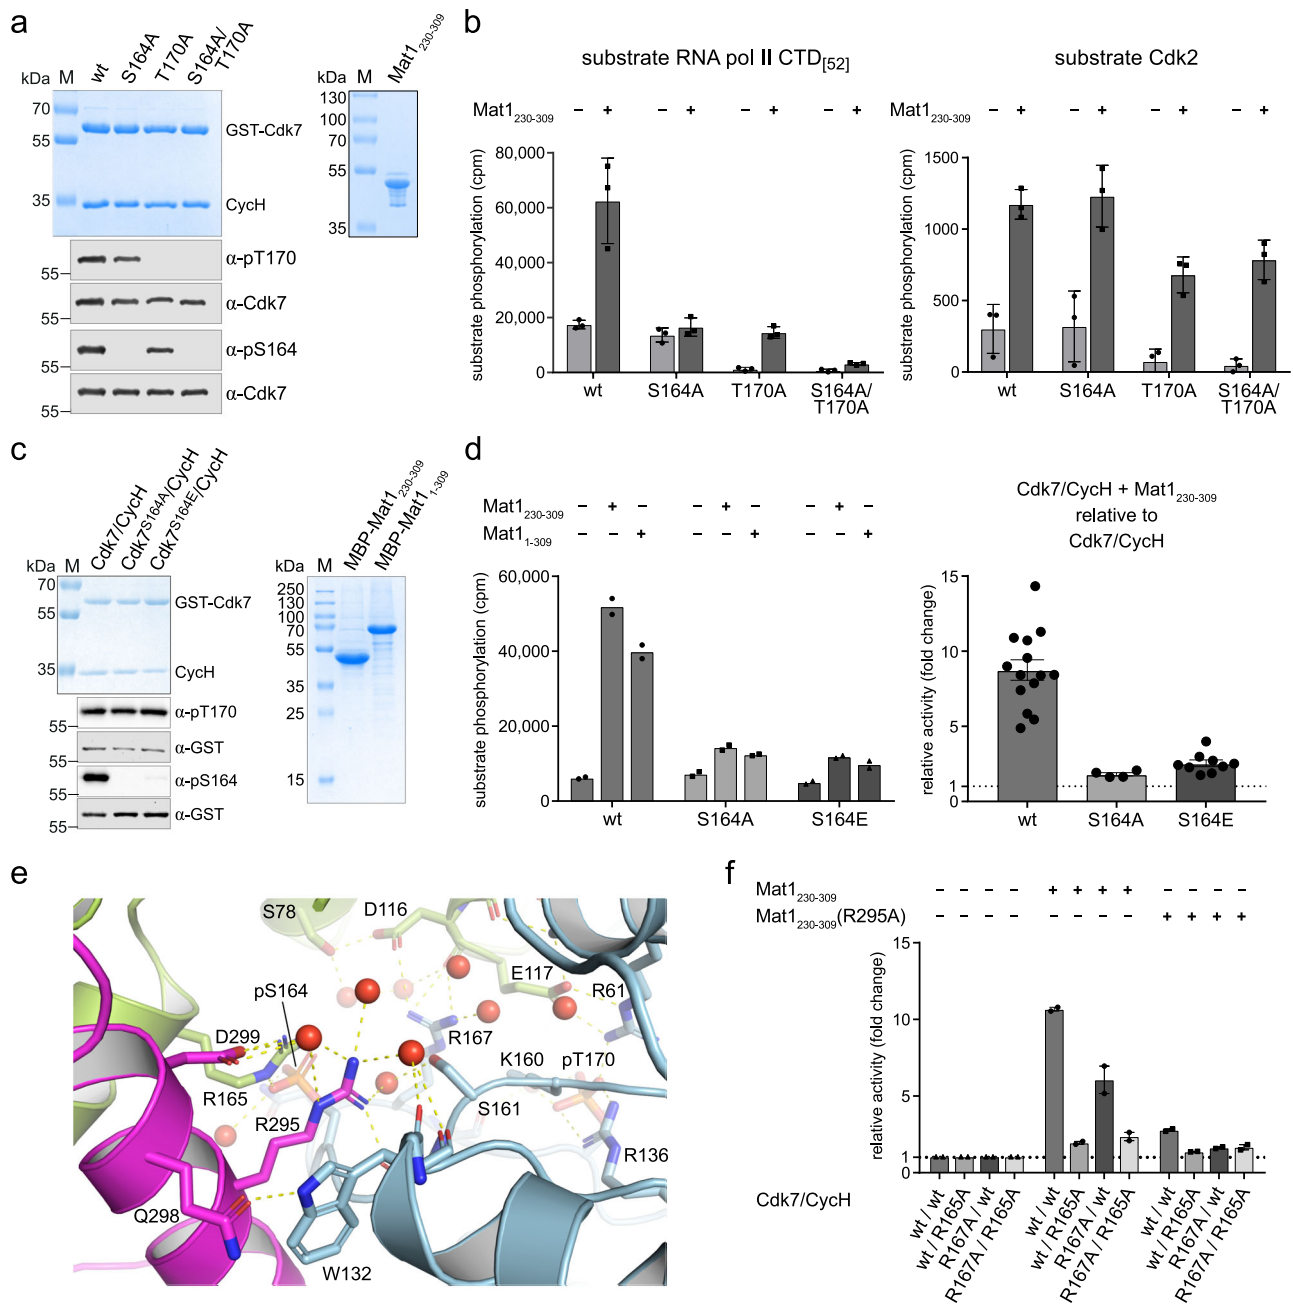 a
kDa M wt S164A T170A S164A/T170A
70
55
35
GST-Cdk7
CycH
55 α-pT170
55 α-Cdk7
55 α-pS164
55 α-Cdk7
kDa M Mat1230-309
130
100
70
55
35
b
substrate RNA pol II CTD[52]
Mat1230-309 – + – + – + – +
substrate phosphorylation (cpm)
80,000
60,000
40,000
20,000
0
wt S164A T170A S164A/T170A
substrate Cdk2
Mat1230-309 – + – + – + – +
substrate phosphorylation (cpm)
1500
1000
500
0
wt S164A T170A S164A/T170A
c
kDa M Cdk7/CycH Cdk7S164A/CycH Cdk7S164E/CycH
70
55
35
GST-Cdk7
CycH
55 α-pT170
55 α-GST
55 α-pS164
55 α-GST
kDa M MBP-Mat1230-309 MBP-Mat11-309
250
130
100
70
55
35
25
15
d
Mat1230-309 – + – – + – – + –
Mat11-309 – – + – – + – – +
substrate phosphorylation (cpm)
60,000
40,000
20,000
0
wt S164A S164E
Cdk7/CycH + Mat1230-309
relative to
Cdk7/CycH
relative activity (fold change)
15
10
5
1
0
wt S164A S164E
e
S78
D116
E117
R61
pS164
D299
R167
K160
pT170
R165
R295
S161
R136
Q298
W132
f
Mat1230-309 – – – – + + + + – – – –
Mat1230-309(R295A) – – – – – – – – + + + +
relative activity (fold change)
15
10
5
1
0
Cdk7/CycH
wt / wt
wt / R165A
R167A / wt
R167A / R165A
wt / wt
wt / R165A
R167A / wt
R167A / R165A
wt / wt
wt / R165A
R167A / wt
R167A / R165A